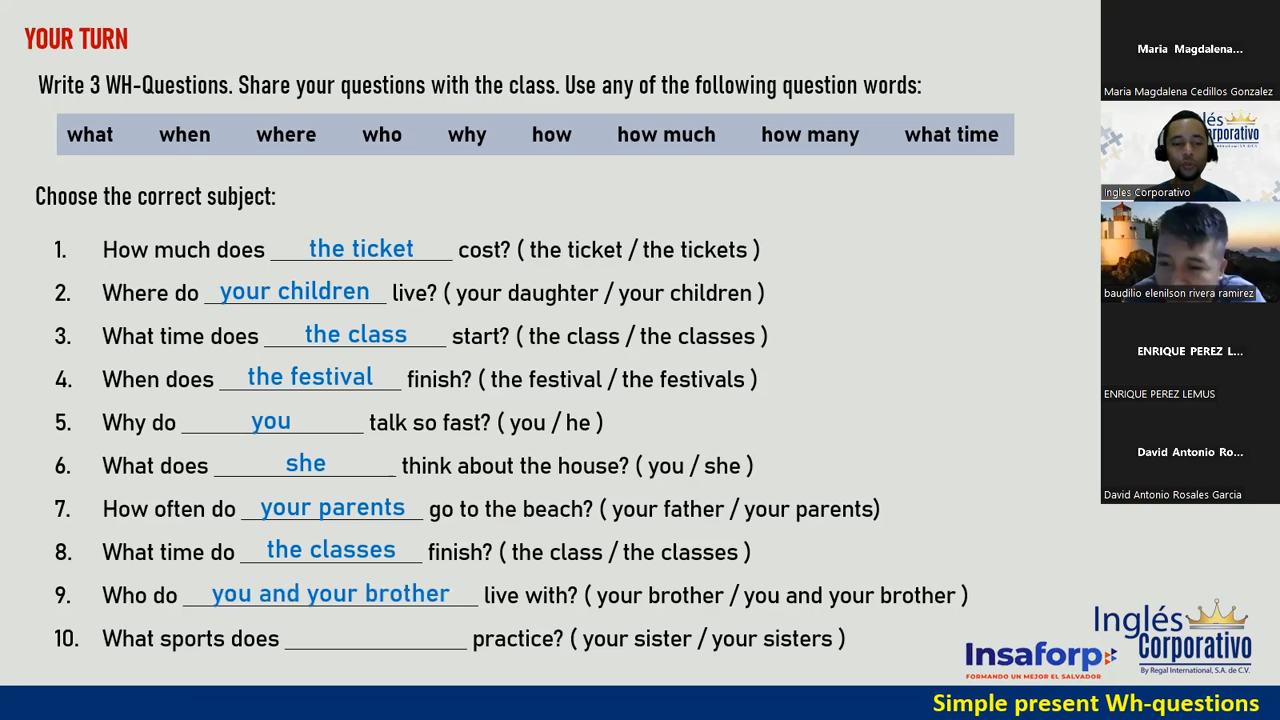 YOUR TURN
Write 3 WH-Questions. Share your questions with the class. Use any of the following question words:
what when where who why how how much how many what time
Choose the correct subject:
1. How much does the ticket cost? ( the ticket / the tickets )
2. Where do your children live? ( your daughter / your children )
3. What time does the class start? ( the class / the classes )
4. When does the festival finish? ( the festival / the festivals )
5. Why do you talk so fast? ( you / he )
6. What does she think about the house? ( you / she )
7. How often do your parents go to the beach? ( your father / your parents)
8. What time do the classes finish? ( the class / the classes )
9. Who do you and your brother live with? ( your brother / you and your brother )
10. What sports does ________________ practice? ( your sister / your sisters )
Insaforp
FORMANDO UN MEJOR EL SALVADOR
Inglés
Corporativo
By Regal International, S.A. de C.V.
Simple present Wh-questions
Maria Magdalena...
Maria Magdalena Cedillos Gonzalez
Inglés Corporativo
baudilio elenilson rivera ramirez
ENRIQUE PEREZ L...
ENRIQUE PEREZ LEMUS
David Antonio Ro...
David Antonio Rosales Garcia